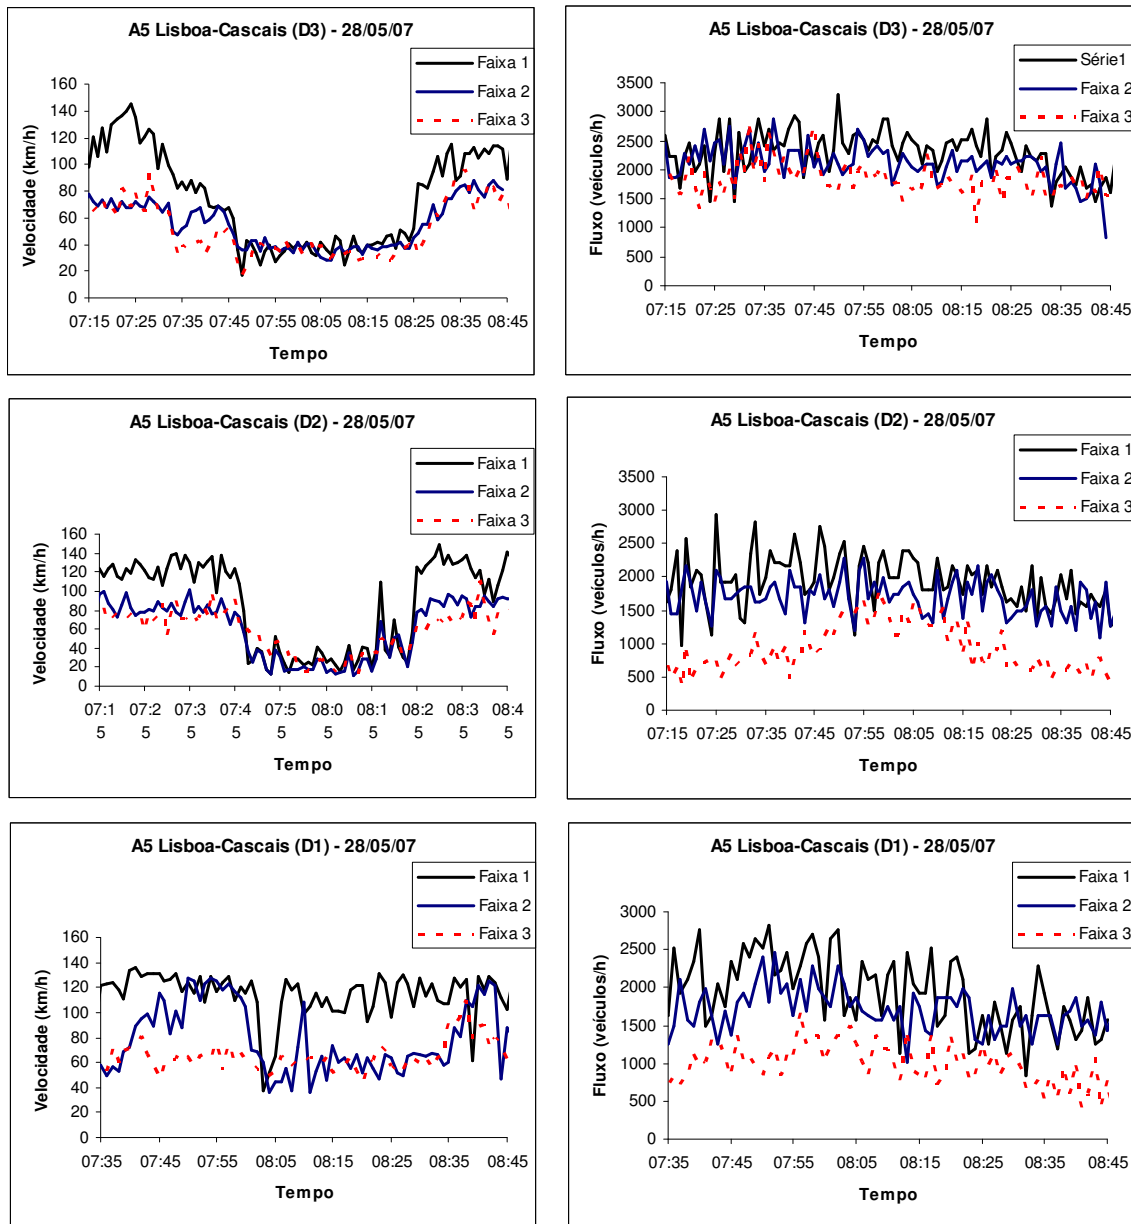 A5 Lisboa-Cascais (D3) - 28/05/07
Faixa 1
Faixa 2
Faixa 3
Velocidade (km/h)
160
140
120
100
80
60
40
20
0
07:15 07:25 07:35 07:45 07:55 08:05 08:15 08:25 08:35 08:45
Tempo
A5 Lisboa-Cascais (D3) - 28/05/07
Série1
Faixa 2
Faixa 3
Fluxo (veículos/h)
3500
3000
2500
2000
1500
1000
500
0
07:15 07:25 07:35 07:45 07:55 08:05 08:15 08:25 08:35 08:45
Tempo
A5 Lisboa-Cascais (D2) - 28/05/07
Faixa 1
Faixa 2
Faixa 3
Velocidade (km/h)
160
140
120
100
80
60
40
20
0
07:1 07:2 07:3 07:4 07:5 08:0 08:1 08:2 08:3 08:4
5 5 5 5 5 5 5 5 5 5
Tempo
A5 Lisboa-Cascais (D2) - 28/05/07
Faixa 1
Faixa 2
Faixa 3
Fluxo (veículos/h)
3500
3000
2500
2000
1500
1000
500
0
07:15 07:25 07:35 07:45 07:55 08:05 08:15 08:25 08:35 08:45
Tempo
A5 Lisboa-Cascais (D1) - 28/05/07
Faixa 1
Faixa 2
Faixa 3
Velocidade (km/h)
160
140
120
100
80
60
40
20
0
07:35 07:45 07:55 08:05 08:15 08:25 08:35 08:45
Tempo
A5 Lisboa-Cascais (D1) - 28/05/07
Faixa 1
Faixa 2
Faixa 3
Fluxo (veículos/h)
3000
2500
2000
1500
1000
500
0
07:35 07:45 07:55 08:05 08:15 08:25 08:35 08:45
Tempo